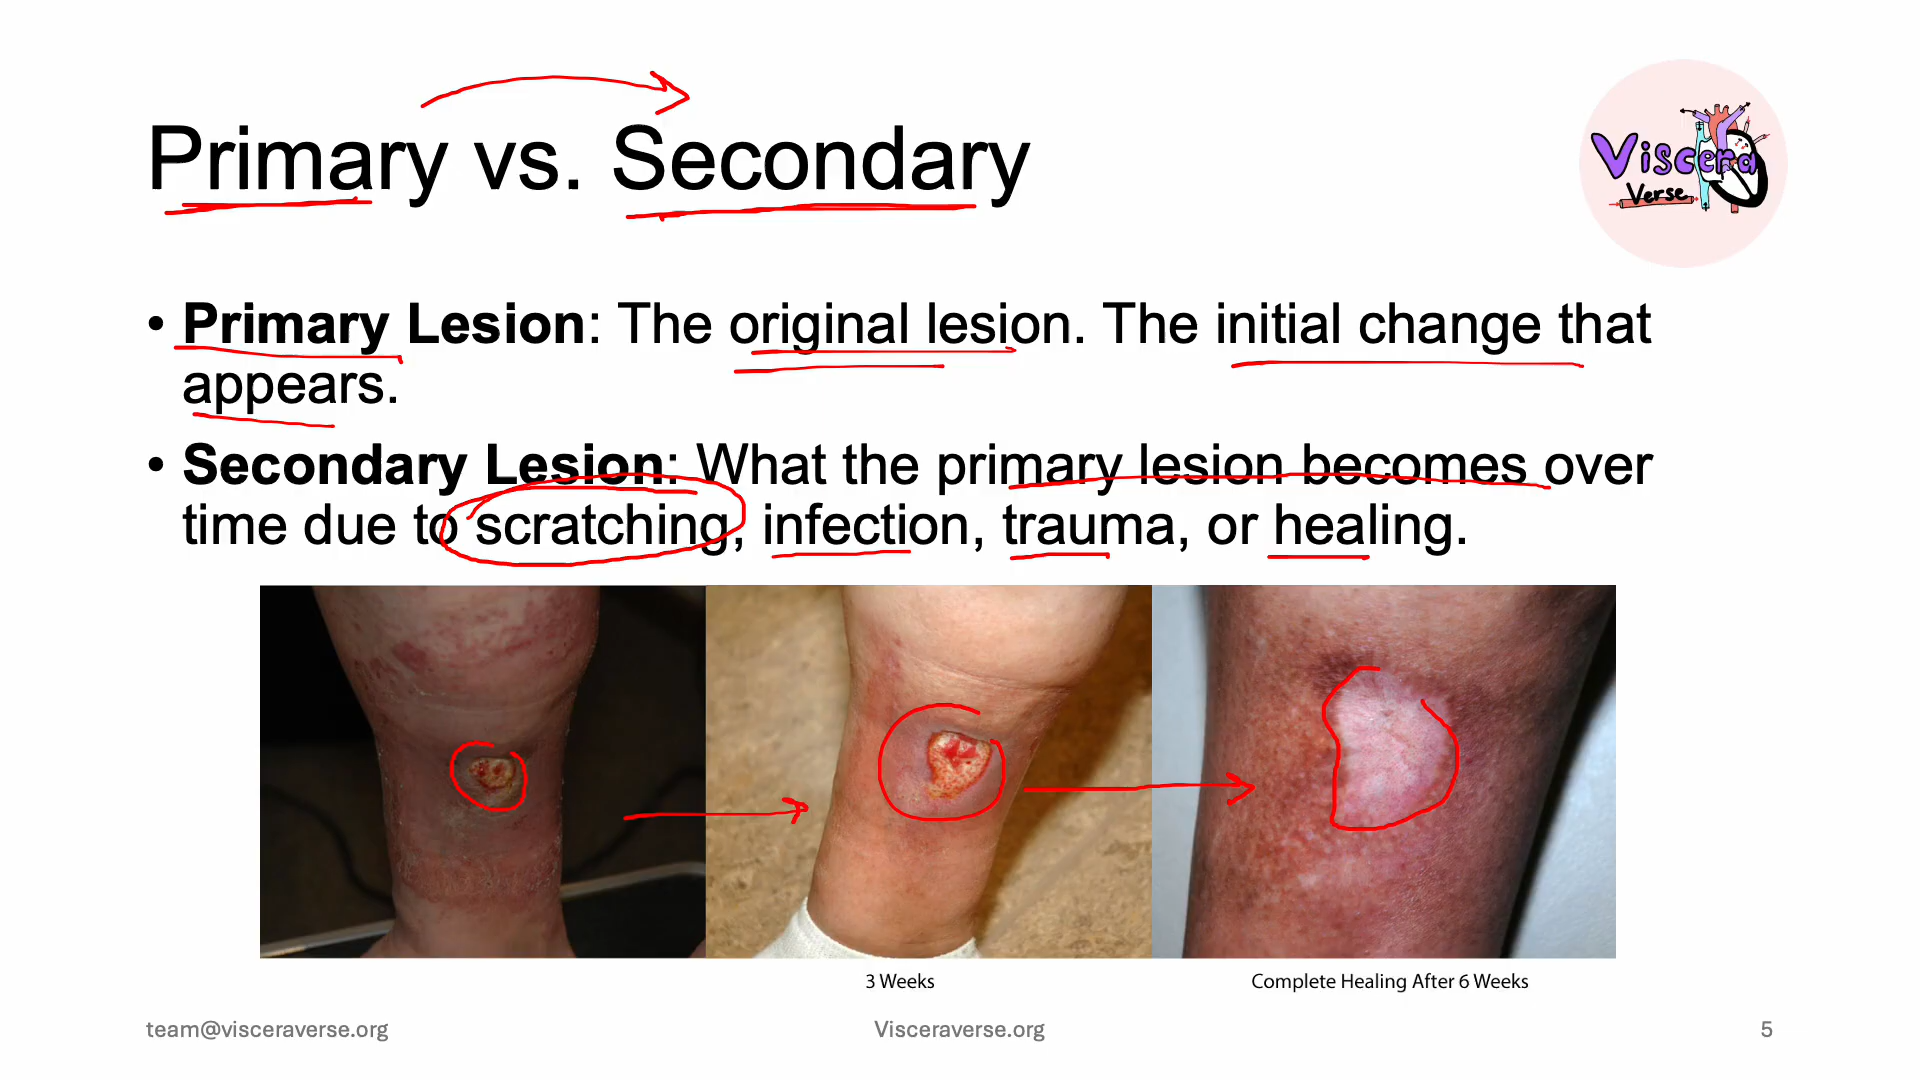 Primary vs. Secondary
Viscera
Verse
• Primary Lesion: The original lesion. The initial change that
appears.
• Secondary Lesion: What the primary lesion becomes over
time due to scratching, infection, trauma, or healing.
3 Weeks
Complete Healing After 6 Weeks
team@visceraverse.org
Visceraverse.org
5